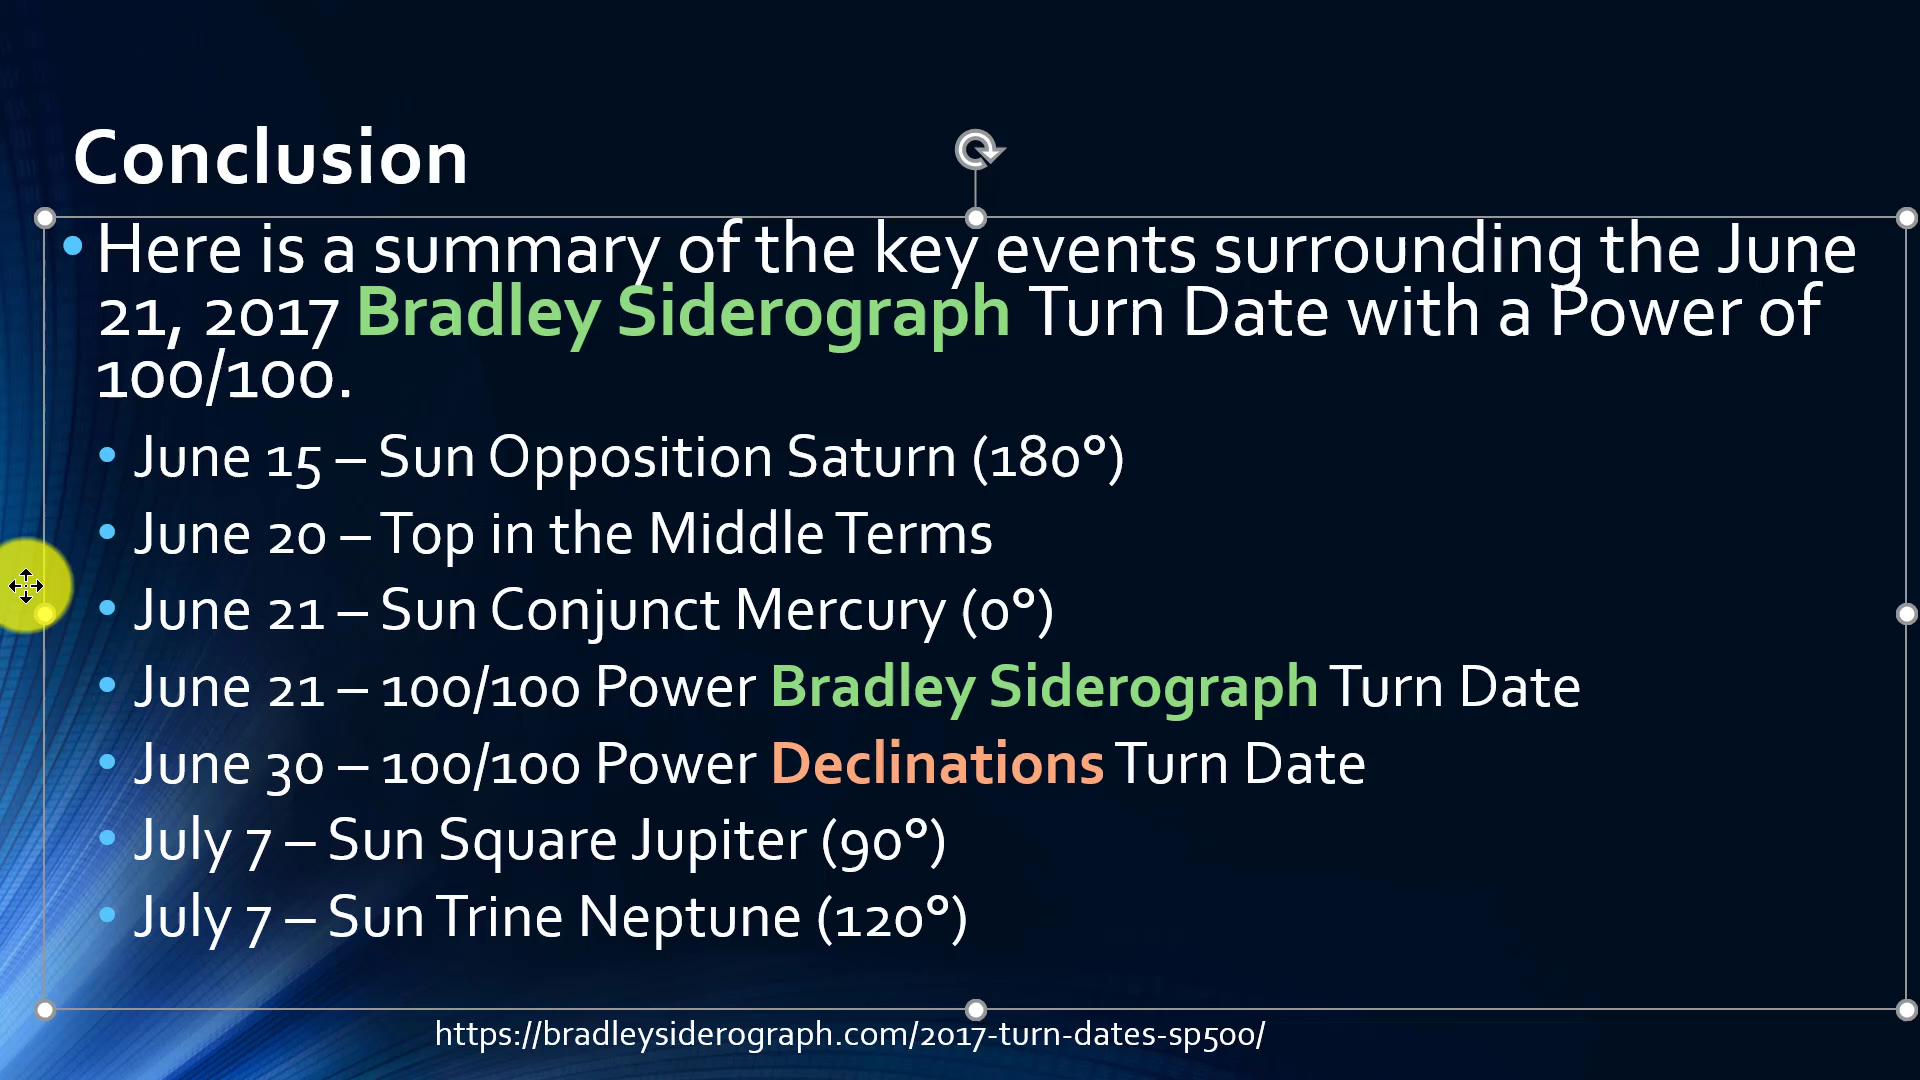 Conclusion
• Here is a summary of the key events surrounding the June
21, 2017 Bradley Siderograph Turn Date with a Power of
100/100.
• June 15 – Sun Opposition Saturn (180°)
• June 20 – Top in the Middle Terms
• June 21 – Sun Conjunct Mercury (0°)
• June 21 – 100/100 Power Bradley Siderograph Turn Date
• June 30 – 100/100 Power Declinations Turn Date
• July 7 – Sun Square Jupiter (90°)
• July 7 – Sun Trine Neptune (120°)
https://bradleysiderograph.com/2017-turn-dates-sp500/